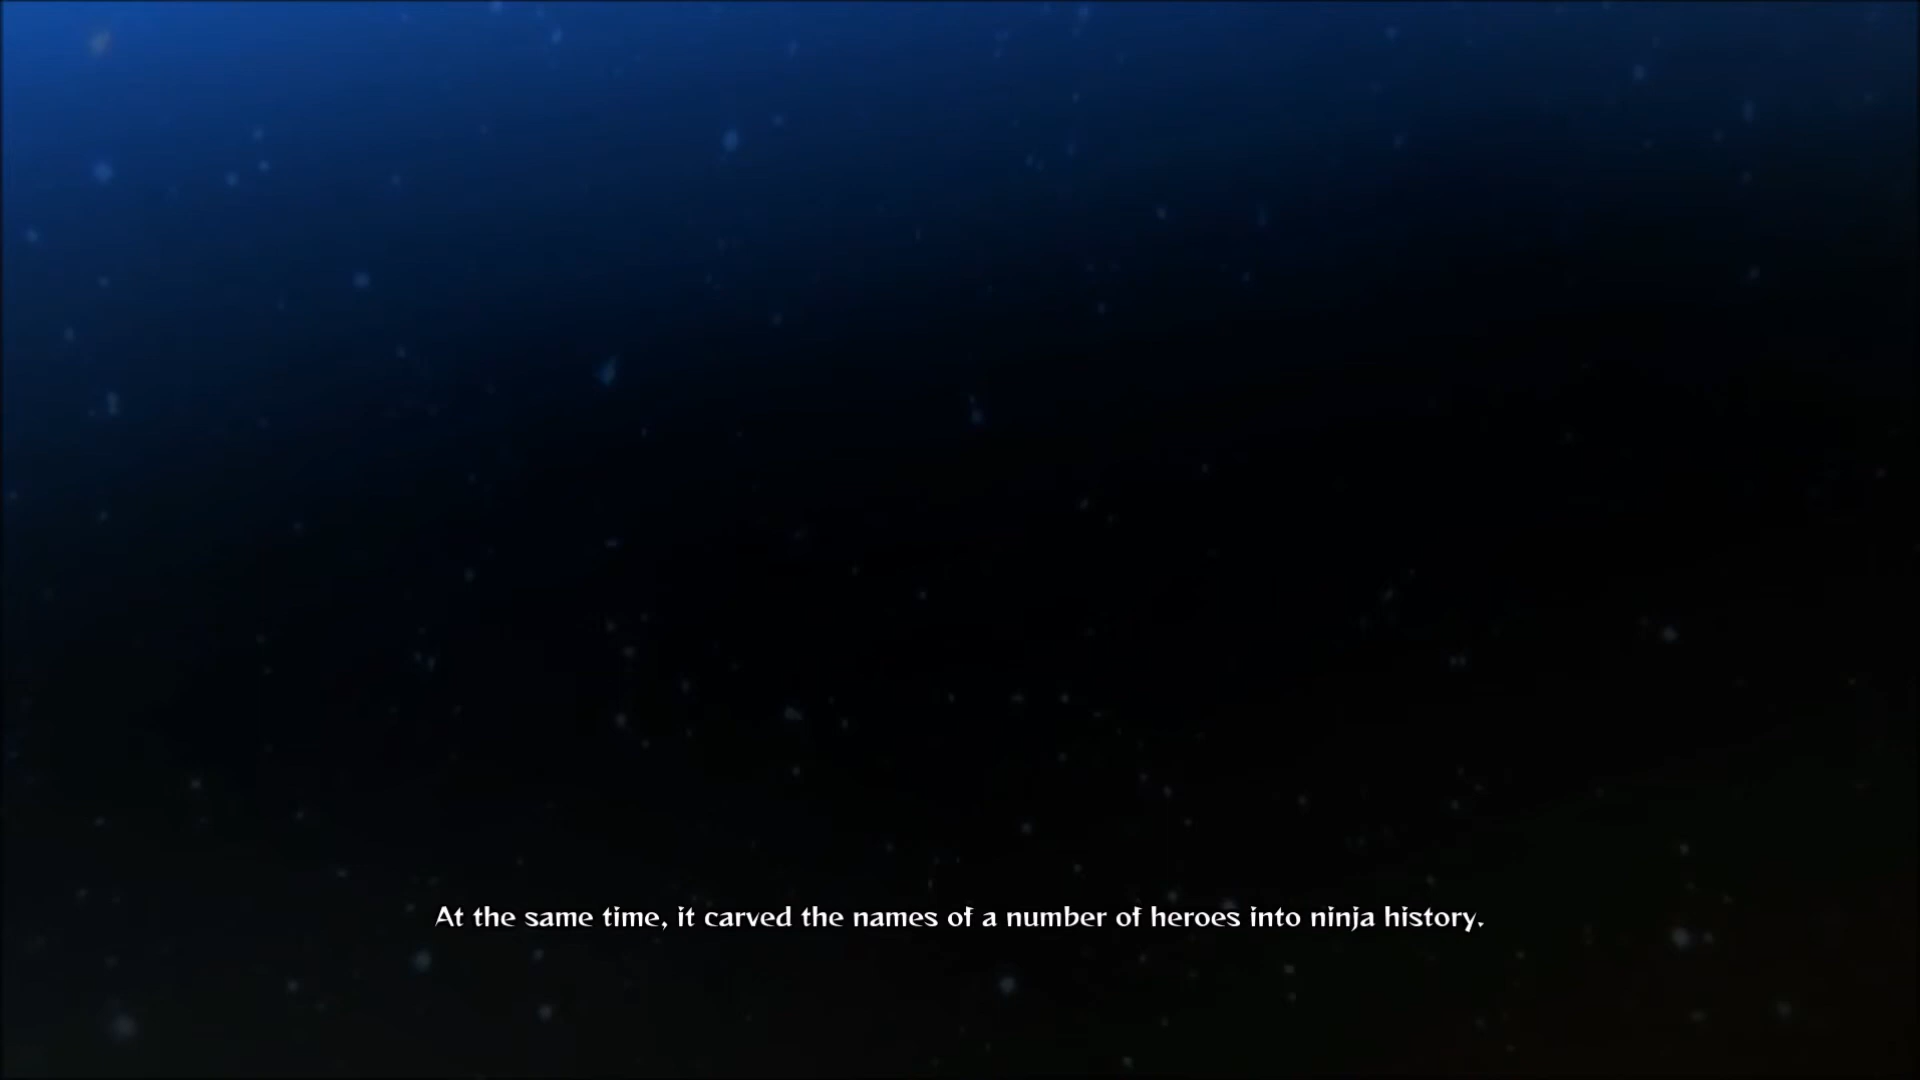 At the same time, it carved the names of a number of heroes into ninja history.